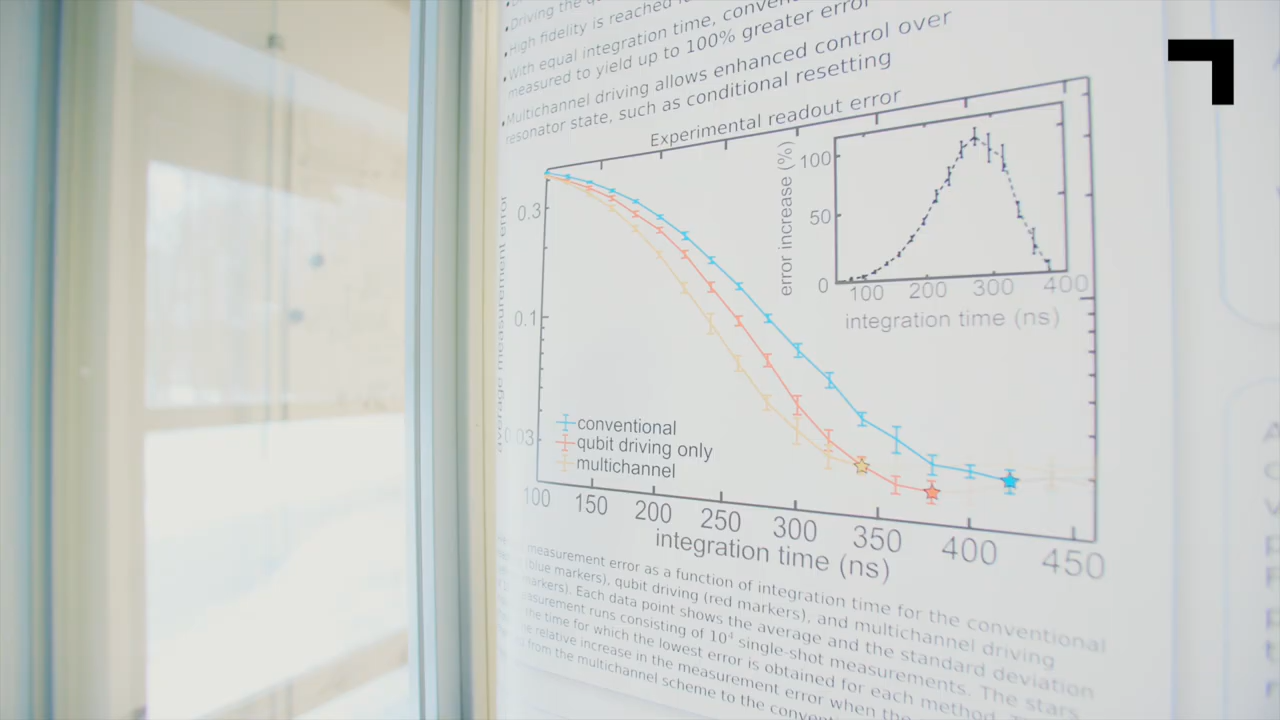 •Driving the
•High fidelity is reached
•With equal integration time,
measured to yield up to 100% greater error
•Multichannel driving allows enhanced control over
resonator state, such as conditional resetting
Experimental readout error
average measurement error
0.3
0.1
0.03
conventional
qubit driving only
multichannel
100 150 200 250 300 350 400 450
integration time (ns)
error increase (%)
100
50
0
100 200 300 400
integration time (ns)
measurement error as a function of integration time for the conventional
(blue markers), qubit driving (red markers), and multichannel driving
markers). Each data point shows the average and the standard deviation
runs consisting of 10⁴ single-shot measurements. The stars
time for which the lowest error is obtained for each method.
relative increase in the measurement error when the
from the multichannel scheme to the